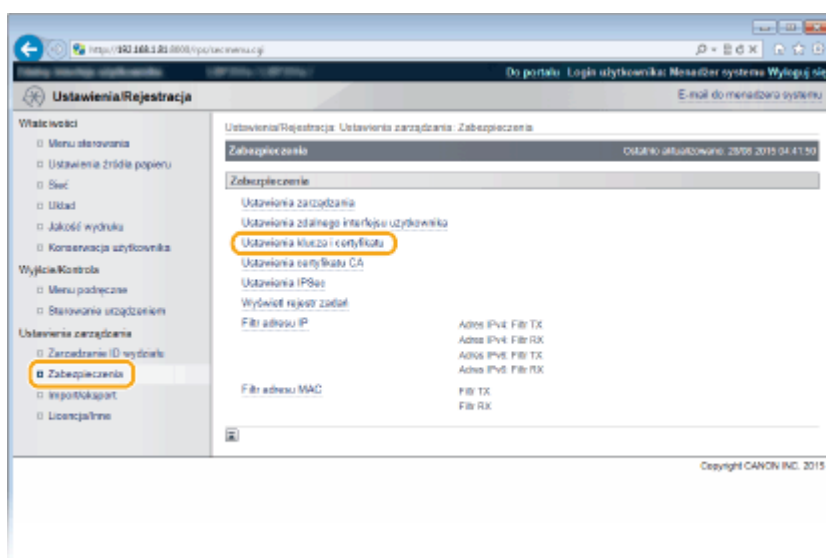 Do portalu Login użytkownika: Menedżer systemu Wyloguj się
Ustawienia/Rejestracja
E-mail do menedżera systemu
Właściwości
Menu sterowania
Ustawienia źródła papieru
Sieć
Układ
Jakość wydruku
Konserwacja użytkownika
Wyjście/Kontrola
Menu podręczne
Sterowanie urządzeniem
Ustawienia zarządzania
Zarządzanie ID wydziału
Zabezpieczenia
Import/eksport
Licencja/Inne
Ustawienia/Rejestracja: Ustawienia zarządzania: Zabezpieczenia
Zabezpieczenia
Ostatnio aktualizowano: 28/08 2015 04:41:50
Zabezpieczenia
Ustawienia zarządzania
Ustawienia zdalnego interfejsu użytkownika
Ustawienia klucza i certyfikatu
Ustawienia certyfikatu CA
Ustawienia IPSec
Wyświetl rejestr zadań
Filtr adresu IP
Adres IPv4: Filtr TX
Adres IPv4: Filtr RX
Adres IPv6: Filtr TX
Adres IPv6: Filtr RX
Filtr adresu MAC
Filtr TX
Filtr RX
Copyright CANON INC. 2015